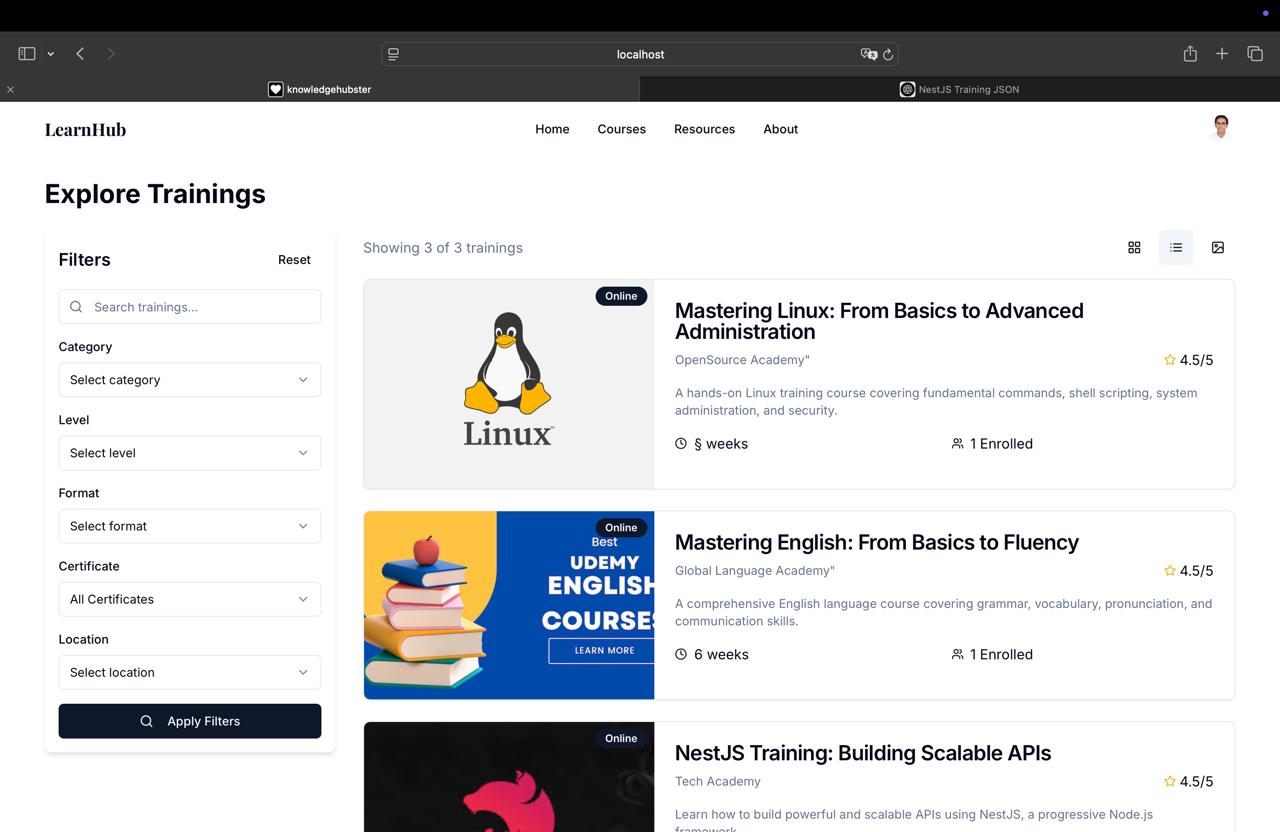 localhost
knowledgehubster
NestJS Training JSON
LearnHub
Home
Courses
Resources
About
Explore Trainings
Filters
Reset
Search trainings...
Category
Select category
Level
Select level
Format
Select format
Certificate
All Certificates
Location
Select location
Apply Filters
Showing 3 of 3 trainings
Online
Linux
Mastering Linux: From Basics to Advanced
Administration
OpenSource Academy"
4.5/5
A hands-on Linux training course covering fundamental commands, shell scripting, system
administration, and security.
§ weeks
1 Enrolled
Online
Best
UDEMY
ENGLISH
COURSES
LEARN MORE
Mastering English: From Basics to Fluency
Global Language Academy"
4.5/5
A comprehensive English language course covering grammar, vocabulary, pronunciation, and
communication skills.
6 weeks
1 Enrolled
Online
NestJS Training: Building Scalable APIs
Tech Academy
4.5/5
Learn how to build powerful and scalable APIs using NestJS, a progressive Node.js
framework